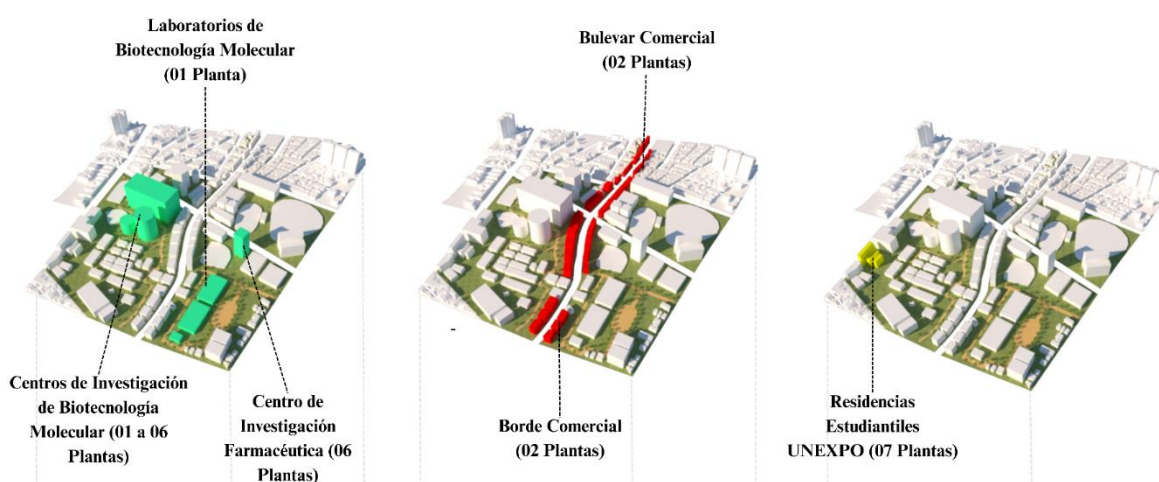 Laboratorios de
Biotecnología Molecular
(01 Planta)
Bulevar Comercial
(02 Plantas)
Centros de Investigación
de Biotecnología
Molecular (01 a 06
Plantas)
Centro de
Investigación
Farmacéutica (06
Plantas)
Borde Comercial
(02 Plantas)
Residencias
Estudiantiles
UNEXPO (07 Plantas)